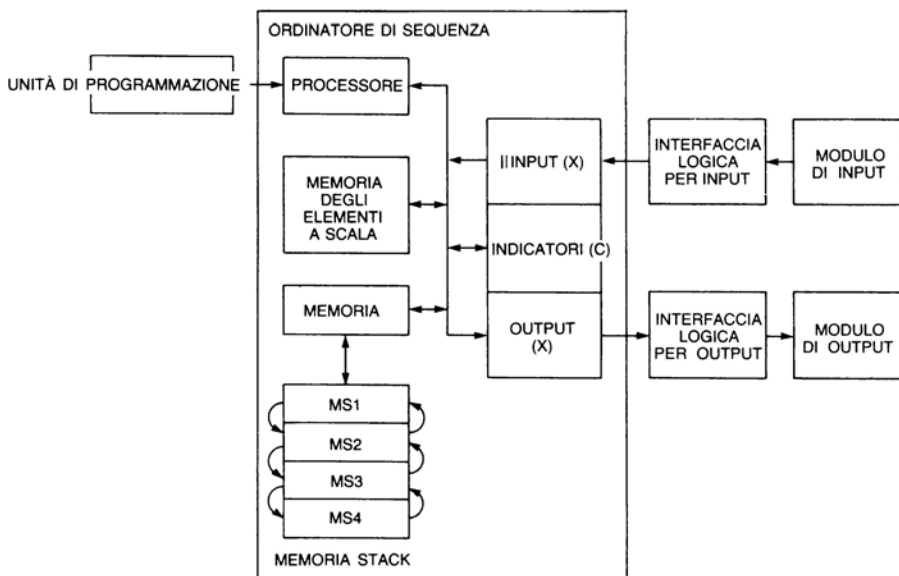 ORDINATORE DI SEQUENZA
UNITÀ DI PROGRAMMAZIONE
PROCESSORE
||INPUT (X)
INTERFACCIA
LOGICA
PER INPUT
MODULO
DI INPUT
MEMORIA
DEGLI
ELEMENTI
A SCALA
INDICATORI (C)
MEMORIA
OUTPUT
(X)
INTERFACCIA
LOGICA
PER OUTPUT
MODULO
DI OUTPUT
MS1
MS2
MS3
MS4
MEMORIA STACK